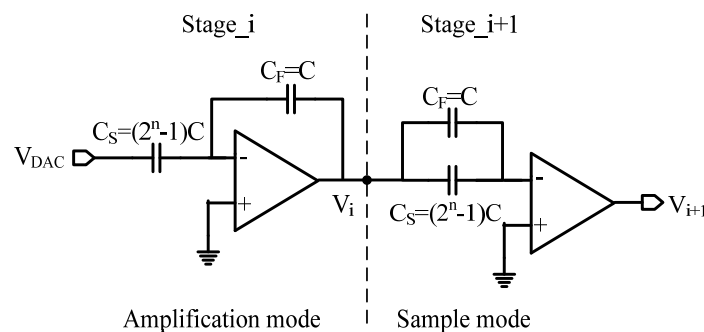 Stage_i
Stage_i+1
C_F=C
C_F=C
C_S=(2^n-1)C
V_DAC
-
+
V_i
C_S=(2^n-1)C
-
+
V_i+1
Amplification mode
Sample mode